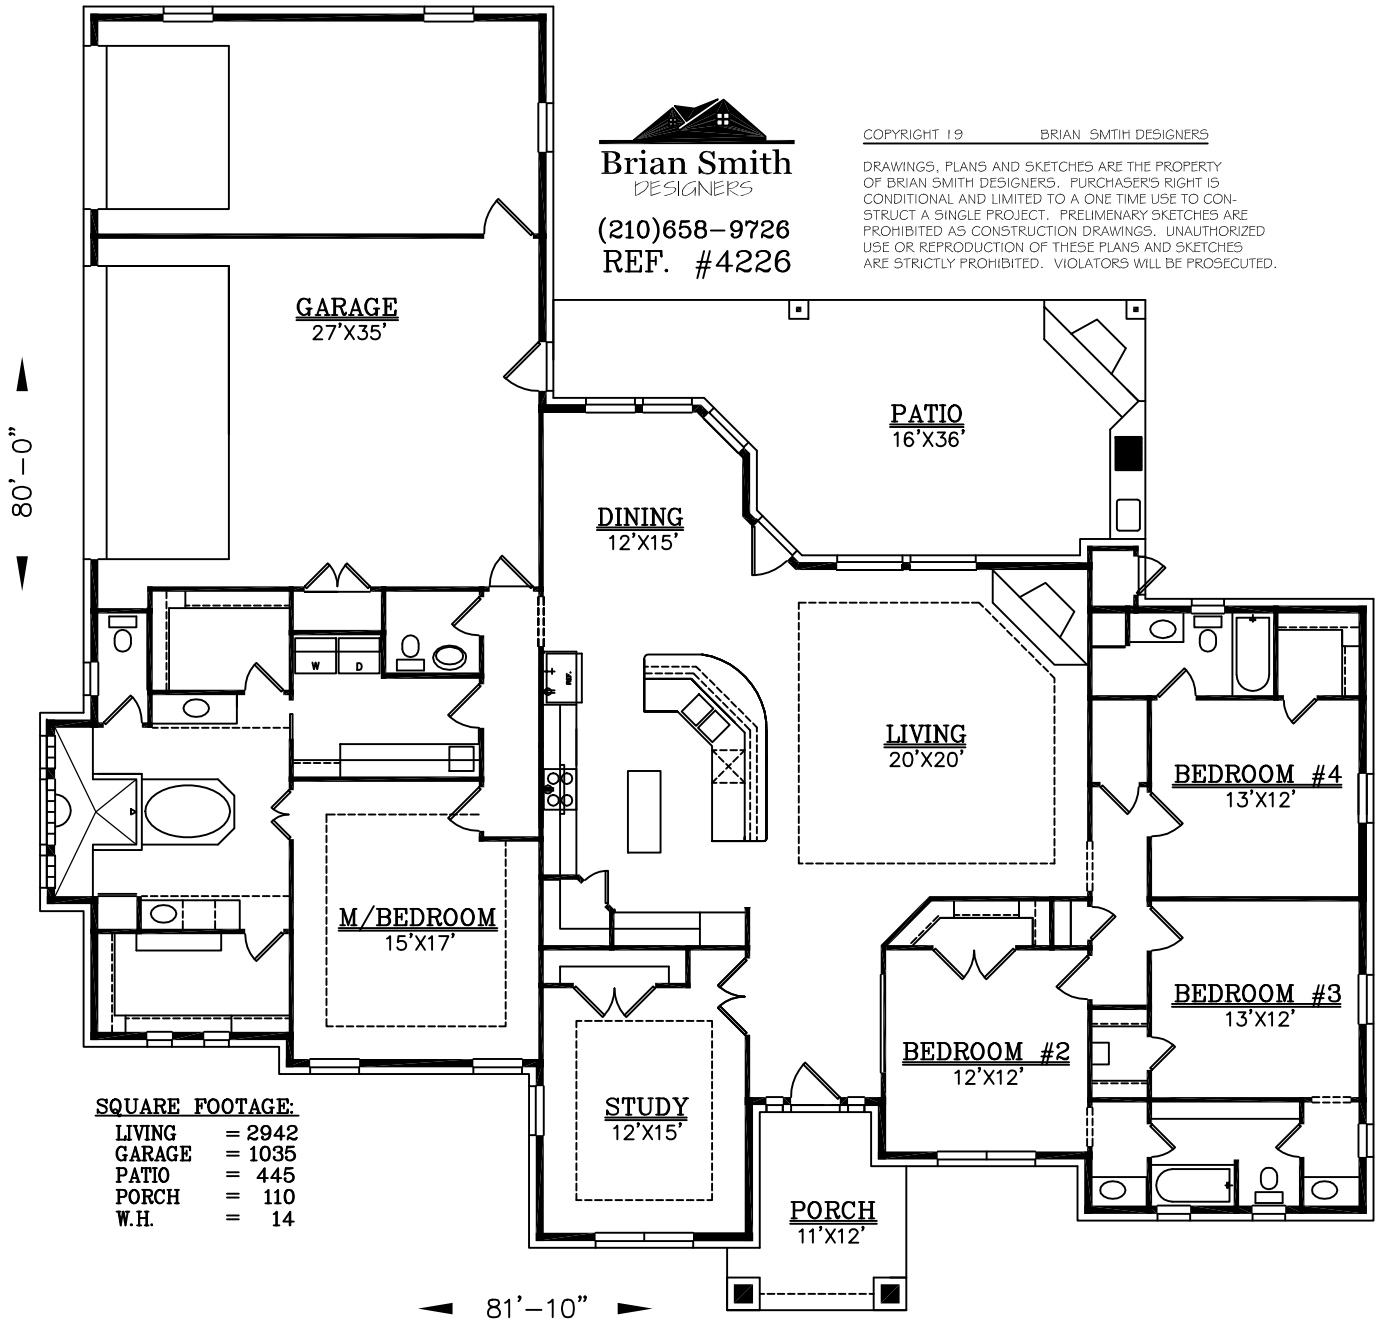 Brian Smith
DESIGNERS
(210)658-9726
REF. #4226
COPYRIGHT 19 BRIAN SMTIH DESIGNERS
DRAWINGS, PLANS AND SKETCHES ARE THE PROPERTY
OF BRIAN SMITH DESIGNERS. PURCHASER'S RIGHT IS
CONDITIONAL AND LIMITED TO A ONE TIME USE TO CON-
STRUCT A SINGLE PROJECT. PRELIMENARY SKETCHES ARE
PROHIBITED AS CONSTRUCTION DRAWINGS. UNAUTHORIZED
USE OR REPRODUCTION OF THESE PLANS AND SKETCHES
ARE STRICTLY PROHIBITED. VIOLATORS WILL BE PROSECUTED.
GARAGE
27'X35'
PATIO
16'X36'
80'-0"
DINING
12'X15'
W D
REF.
LIVING
20'X20'
BEDROOM #4
13'X12'
M/BEDROOM
15'X17'
BEDROOM #3
13'X12'
BEDROOM #2
12'X12'
STUDY
12'X15'
PORCH
11'X12'
SQUARE FOOTAGE:
LIVING = 2942
GARAGE = 1035
PATIO = 445
PORCH = 110
W.H. = 14
81'-10"